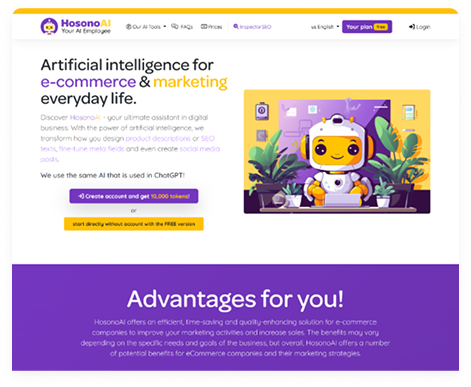 HosonoAI
Your AI Employee
Our AI Tools
FAQs
Prices
InspectorSEO
us English
Your plan free
Login
Artificial intelligence for
e-commerce & marketing
everyday life.
Discover HosonoAI - your ultimate assistant in digital
business. With the power of artificial intelligence, we
transform how you design product descriptions or SEO
texts, fine-tune meta fields and even create social media
posts.
We use the same AI that is used in ChatGPT!
Create account and get 10,000 tokens!
or
start directly without account with the FREE version
Advantages for you!
HosonoAI offers an efficient, time-saving and quality-enhancing solution for e-commerce
companies to improve your marketing activities and increase sales. The benefits may vary
depending on the specific needs and goals of the business, but overall, HosonoAI offers a number
of potential benefits for eCommerce companies and their marketing strategies.